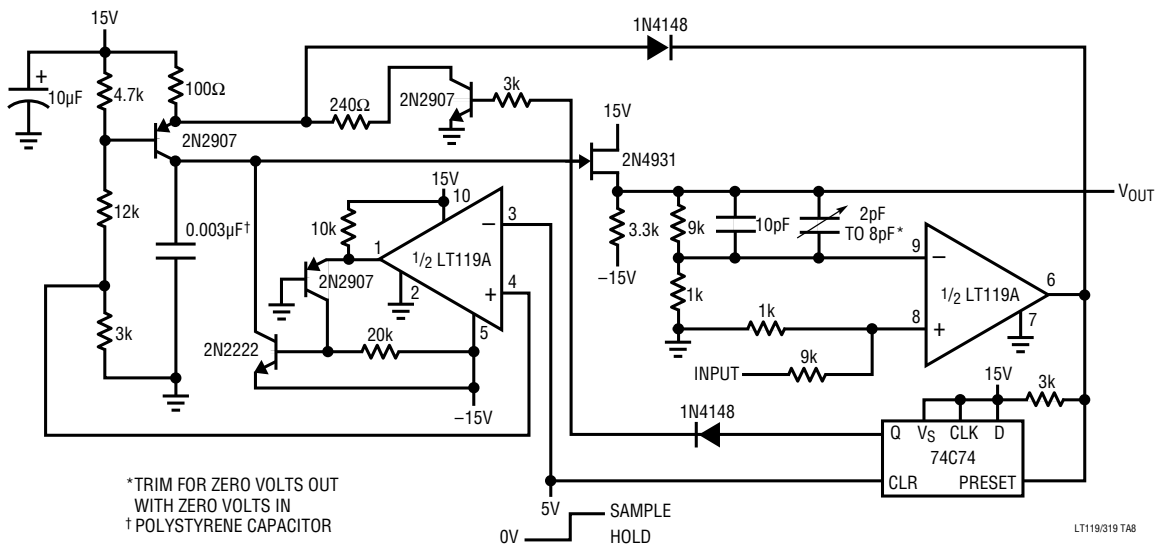 15V
1N4148
10µF
+
4.7k
100Ω
240Ω
2N2907
3k
2N2907
15V
2N4931
VOUT
12k
0.003µF†
15V
10
10k
1
–
3
1/2 LT119A
2N2907
2
+
4
5
3.3k
–15V
9k
10pF
2pF
TO 8pF*
9
–
1/2 LT119A
6
1k
8
+
7
3k
2N2222
20k
1k
INPUT
9k
15V
3k
–15V
1N4148
Q
VS
CLK
D
74C74
CLR
PRESET
*TRIM FOR ZERO VOLTS OUT
WITH ZERO VOLTS IN
† POLYSTYRENE CAPACITOR
5V
0V
SAMPLE
HOLD
LT119/319 TA8